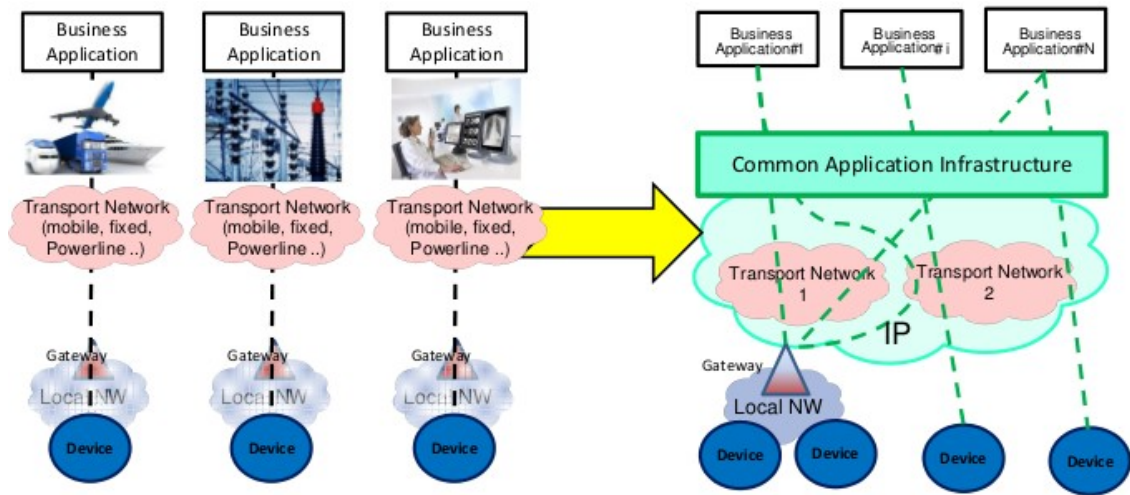 Business
Application
Business
Application
Business
Application
Business
Application#1
Business
Application# i
Business
Application#N
Common Application Infrastructure
Transport Network
(mobile, fixed,
Powerline ..)
Transport Network
(mobile, fixed,
Powerline ..)
Transport Network
(mobile, fixed,
Powerline ..)
Transport Network
1
Transport Network
2
IP
Gateway
Local NW
Device
Gateway
Local NW
Device
Gateway
Local NW
Device
Gateway
Local NW
Device
Device
Device
Device